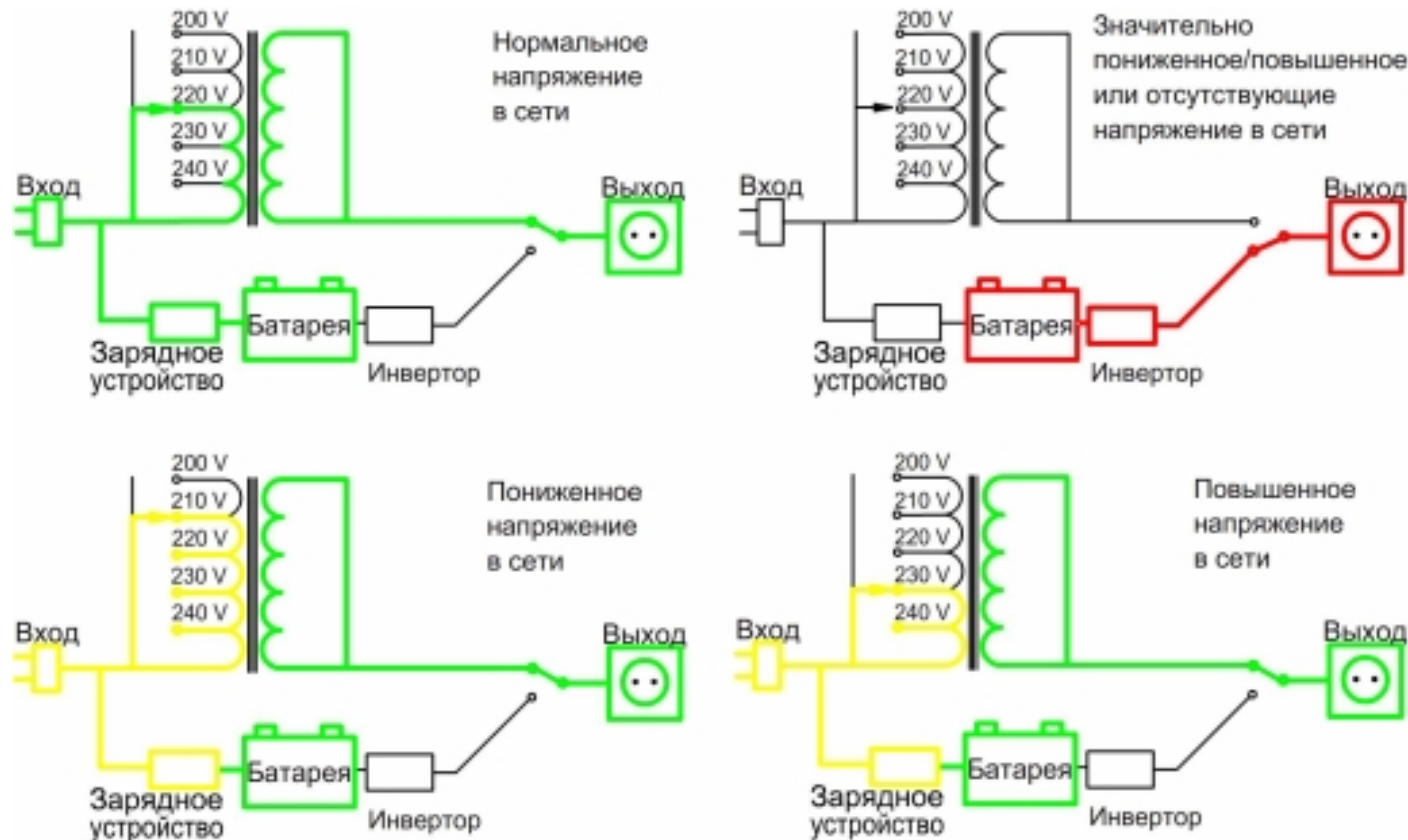 200 V
210 V
220 V
230 V
240 V
Нормальное
напряжение
в сети
Вход
Выход
Батарея
Зарядное
устройство
Инвертор
200 V
210 V
220 V
230 V
240 V
Значительно
пониженное/повышенное
или отсутствующие
напряжение в сети
Вход
Выход
Батарея
Зарядное
устройство
Инвертор
200 V
210 V
220 V
230 V
240 V
Пониженное
напряжение
в сети
Вход
Выход
Батарея
Зарядное
устройство
Инвертор
200 V
210 V
220 V
230 V
240 V
Повышенное
напряжение
в сети
Вход
Выход
Батарея
Зарядное
устройство
Инвертор